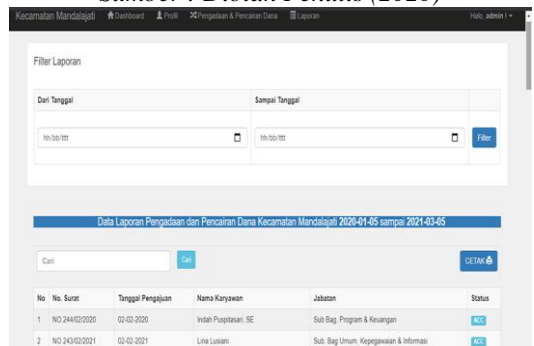 Sumber : Diolah Penulis (2020)
Kecamatan Mandalajati Dashboard Profil Pengadaan & Pencairan Dana Laporan Halo, admin !
Filter Laporan
Dari Tanggal Sampai Tanggal
hh/bb/tttt hh/bb/tttt Filter
Data Laporan Pengadaan dan Pencairan Dana Kecamatan Mandalajati 2020-01-05 sampai 2021-03-05
Cari Cari CETAK
No No. Surat Tanggal Pengajuan Nama Karyawan Jabatan Status
1 NO.244/02/2020 02-02-2020 Indah Puspitasari, SE Sub Bag. Program & Keuangan ACC
2 NO.243/02/2021 02-02-2021 Lina Lusiani Sub. Bag Umum, Kepegawaian & Informasi ACC